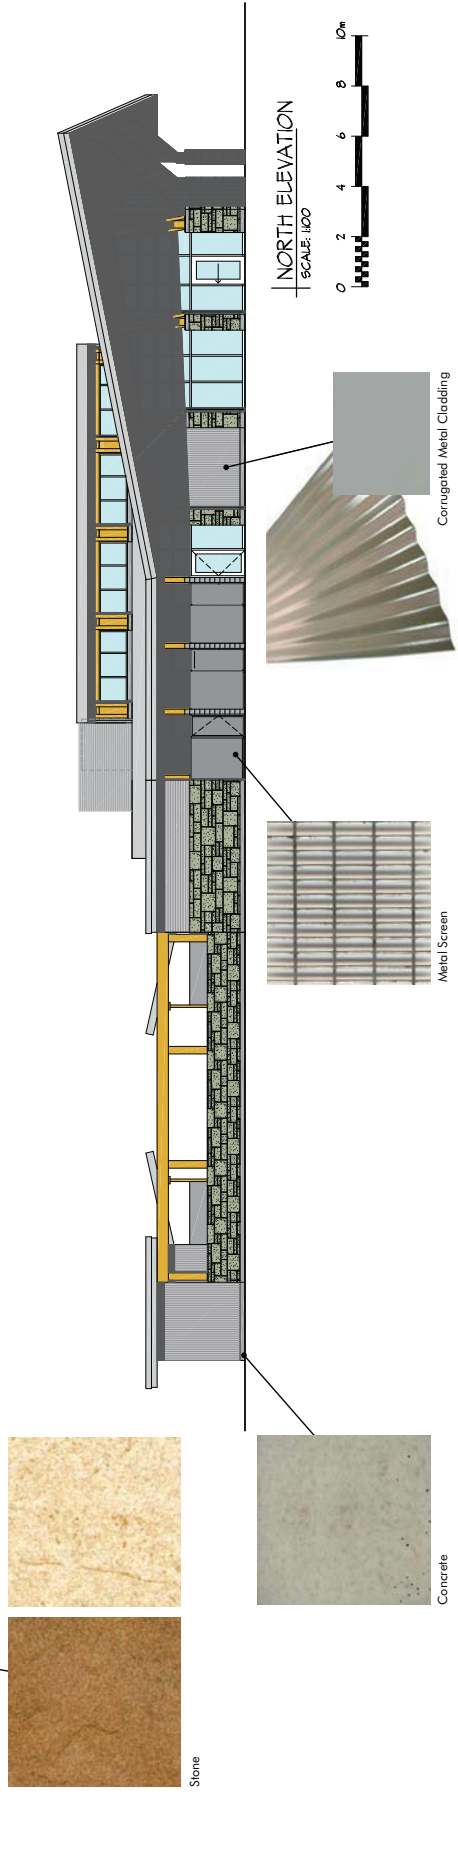 NORTH ELEVATION
SCALE: 1:100
0 2 4 6 8 10m
Corrugated Metal Cladding
Metal Screen
Concrete
Stone